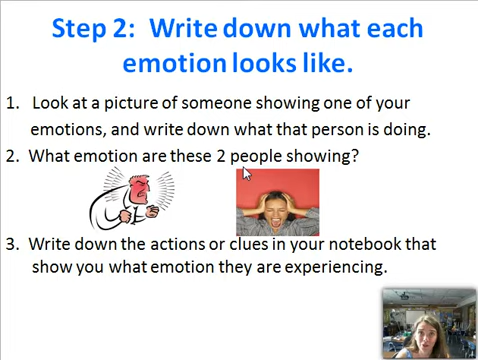 Step 2:  Write down what each
emotion looks like.
1. Look at a picture of someone showing one of your
emotions, and write down what that person is doing.
2. What emotion are these 2 people showing?
3. Write down the actions or clues in your notebook that
show you what emotion they are experiencing.